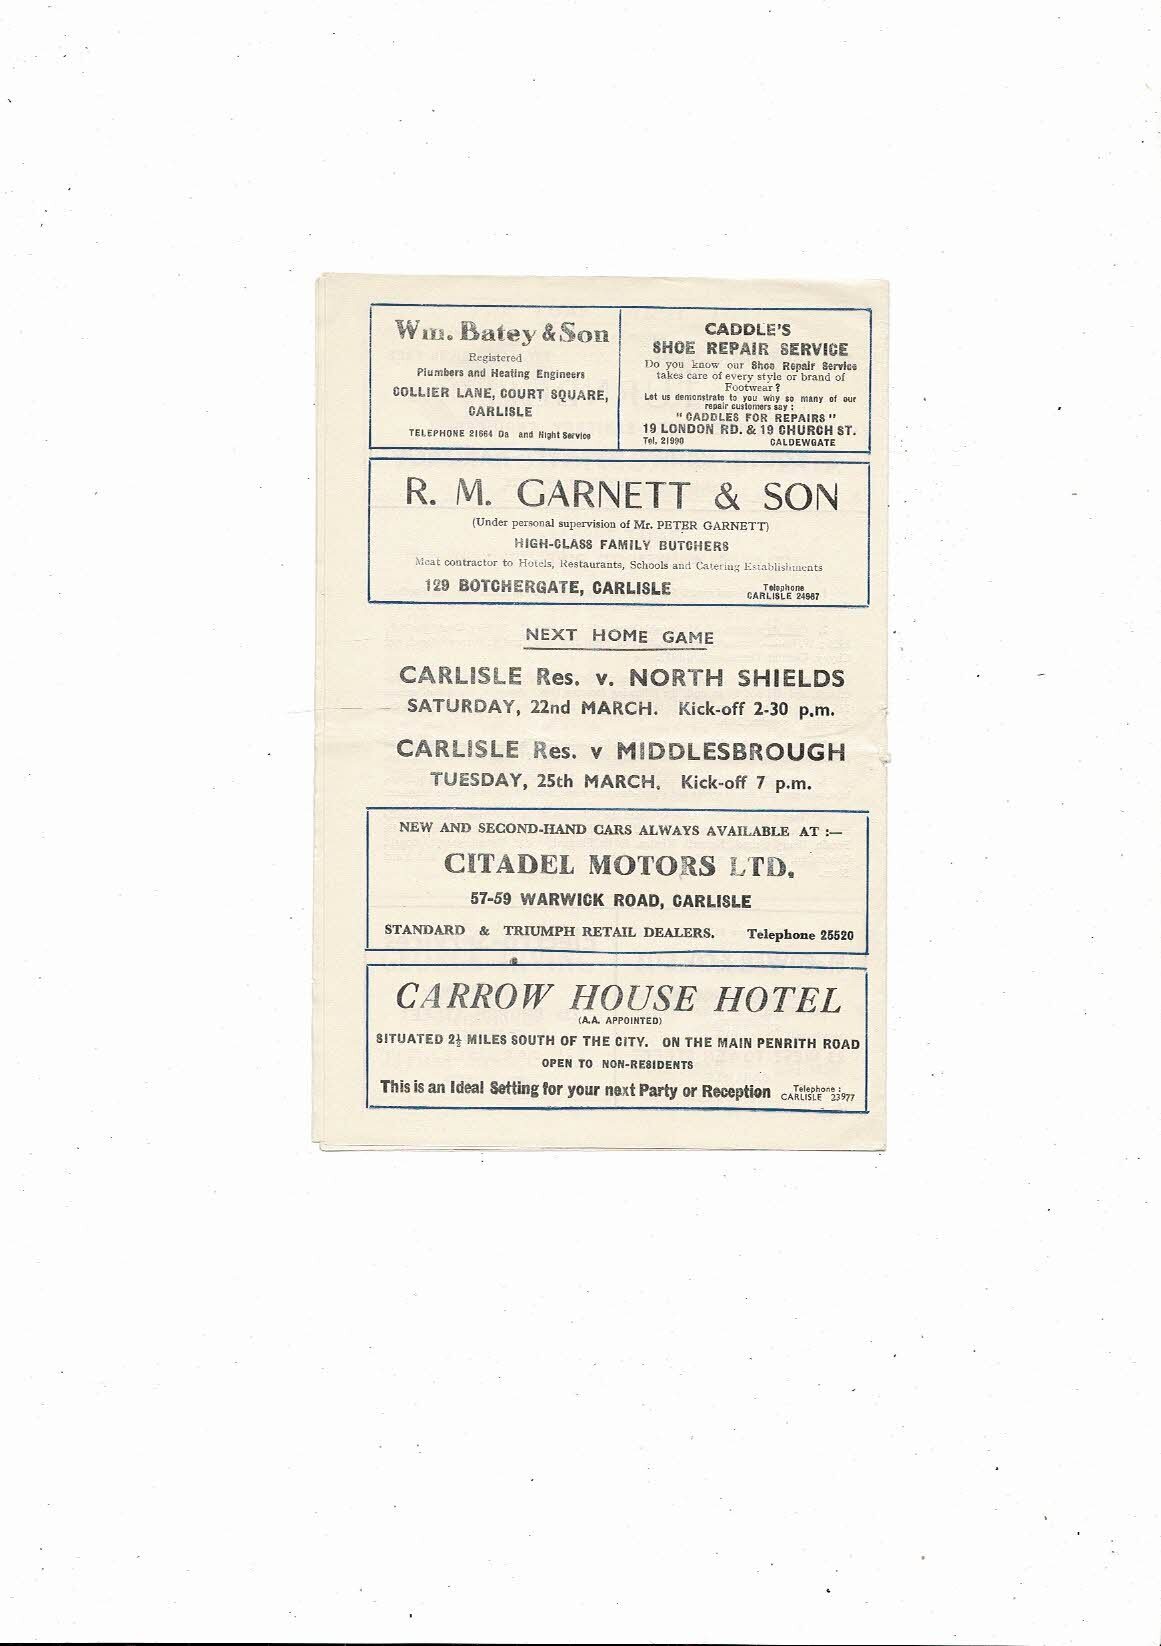 Wm. Batey & Son
Registered
Plumbers and Heating Engineers
COLLIER LANE, COURT SQUARE,
CARLISLE
TELEPHONE 21664 Da and Night Service
CADDLE'S
SHOE REPAIR SERVICE
Do you know our Shoe Repair Service
takes care of every style or brand of
Footwear ?
Let us demonstrate to you why so many of our
repair customers say :
" CADDLES FOR REPAIRS "
19 LONDON RD. & 19 CHURCH ST.
Tel. 21990 CALDEWGATE
R. M. GARNETT & SON
(Under personal supervision of Mr. PETER GARNETT)
HIGH-CLASS FAMILY BUTCHERS
Meat contractor to Hotels, Restaurants, Schools and Catering Establishments
129 BOTCHERGATE, CARLISLE
Telephone
CARLISLE 24967
NEXT HOME GAME
CARLISLE Res. v. NORTH SHIELDS
SATURDAY, 22nd MARCH. Kick-off 2-30 p.m.
CARLISLE Res. v MIDDLESBROUGH
TUESDAY, 25th MARCH. Kick-off 7 p.m.
NEW AND SECOND-HAND CARS ALWAYS AVAILABLE AT :—
CITADEL MOTORS LTD.
57-59 WARWICK ROAD, CARLISLE
STANDARD & TRIUMPH RETAIL DEALERS. Telephone 25520
CARROW HOUSE HOTEL
(A.A. APPOINTED)
SITUATED 2½ MILES SOUTH OF THE CITY. ON THE MAIN PENRITH ROAD
OPEN TO NON-RESIDENTS
This is an Ideal Setting for your next Party or Reception
Telephone :
CARLISLE 23977